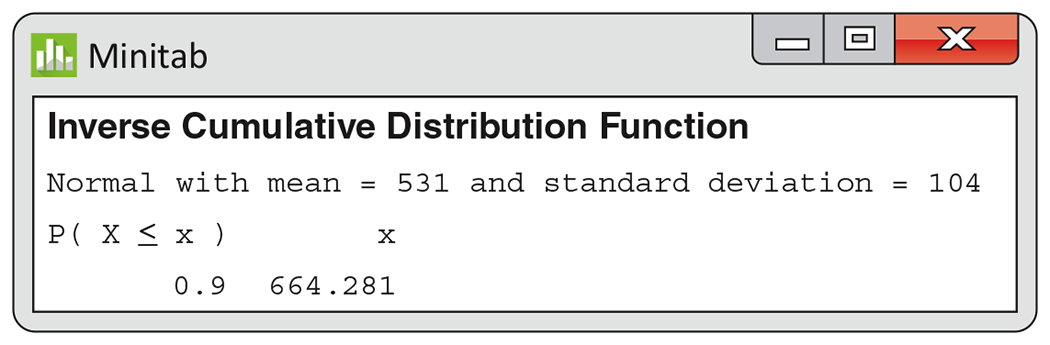 Minitab
Inverse Cumulative Distribution Function
Normal with mean = 531 and standard deviation = 104
P( X ≤ x ) x
0.9 664.281